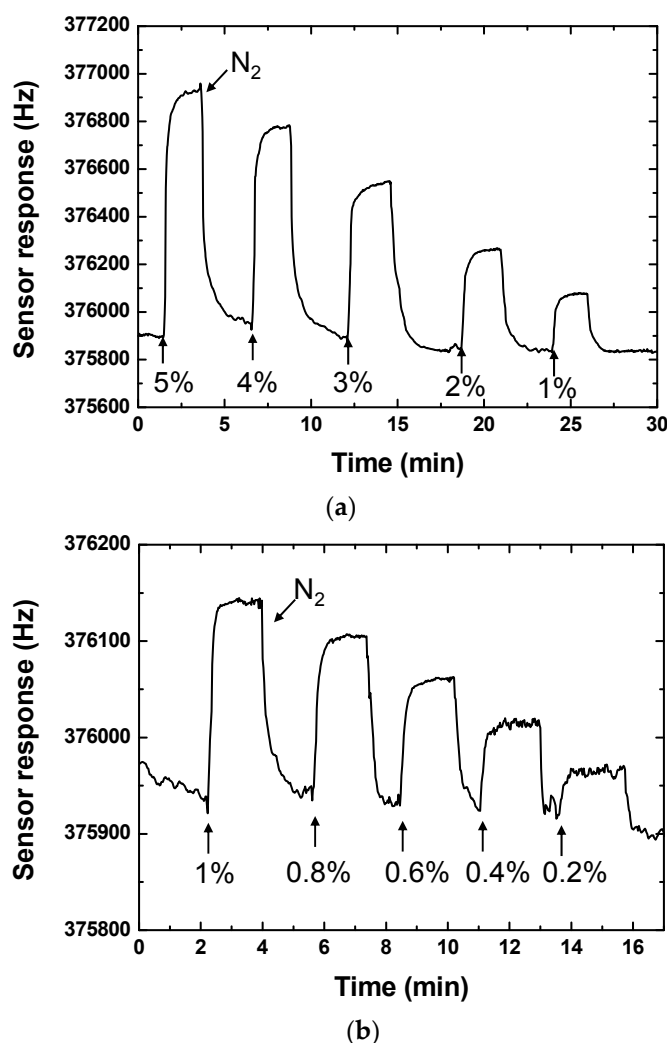 377200
377000
376800
376600
376400
376200
376000
375800
375600
Sensor response (Hz)
N₂
5% 4% 3% 2% 1%
0 5 10 15 20 25 30
Time (min)
(a)
376200
376100
376000
375900
375800
Sensor response (Hz)
N₂
1% 0.8% 0.6% 0.4% 0.2%
0 2 4 6 8 10 12 14 16
Time (min)
(b)